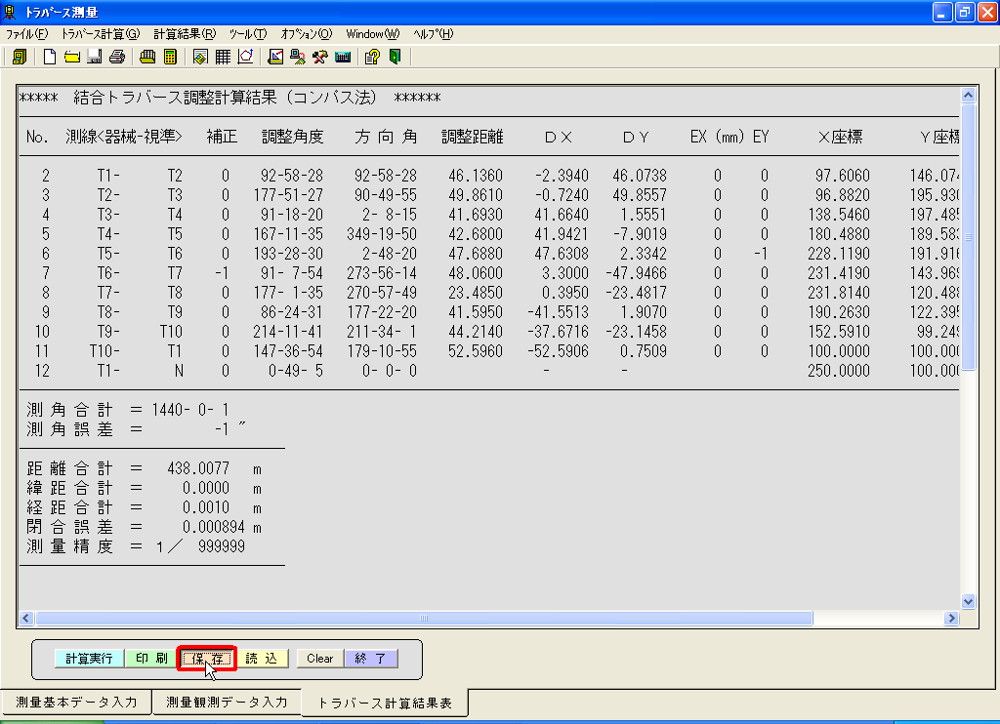 トラバース測量
ファイル(F) トラバース計算(G) 計算結果(R) ツール(T) オプション(O) Window(W) ヘルプ(H)
***** 結合トラバース調整計算結果（コンパス法） ******
No. 測線<器械-視準> 補正 調整角度 方 向 角 調整距離 ＤＸ ＤＹ EX (mm) EY Ｘ座標 Ｙ座標
2 T1- T2 0 92-58-28 92-58-28 46.1360 -2.3940 46.0738 0 0 97.6060 146.074
3 T2- T3 0 177-51-27 90-49-55 49.8610 -0.7240 49.8557 0 0 96.8820 195.930
4 T3- T4 0 91-18-20 2- 8-15 41.6930 41.6640 1.5551 0 0 138.5460 197.485
5 T4- T5 0 167-11-35 349-19-50 42.6800 41.9421 -7.9019 0 0 180.4880 189.583
6 T5- T6 0 193-28-30 2-48-20 47.6880 47.6308 2.3342 0 -1 228.1190 191.916
7 T6- T7 -1 91- 7-54 273-56-14 48.0600 3.3000 -47.9466 0 0 231.4190 143.969
8 T7- T8 0 177- 1-35 270-57-49 23.4850 0.3950 -23.4817 0 0 231.8140 120.488
9 T8- T9 0 86-24-31 177-22-20 41.5950 -41.5513 1.9070 0 0 190.2630 122.395
10 T9- T10 0 214-11-41 211-34- 1 44.2140 -37.6716 -23.1458 0 0 152.5910 99.249
11 T10- T1 0 147-36-54 179-10-55 52.5960 -52.5906 0.7509 0 0 100.0000 100.000
12 T1- N 0 0-49- 5 0- 0- 0 - - 250.0000 100.000
測 角 合 計 ＝ 1440- 0- 1
測 角 誤 差 ＝ -1 ″
距 離 合 計 ＝ 438.0077 ｍ
緯 距 合 計 ＝ 0.0000 ｍ
経 距 合 計 ＝ 0.0010 ｍ
閉 合 誤 差 ＝ 0.000894 ｍ
測 量 精 度 ＝ １／ 999999
計算実行 印 刷 保 存 読 込 Clear 終 了
測量基本データ入力 測量観測データ入力 トラバース計算結果表